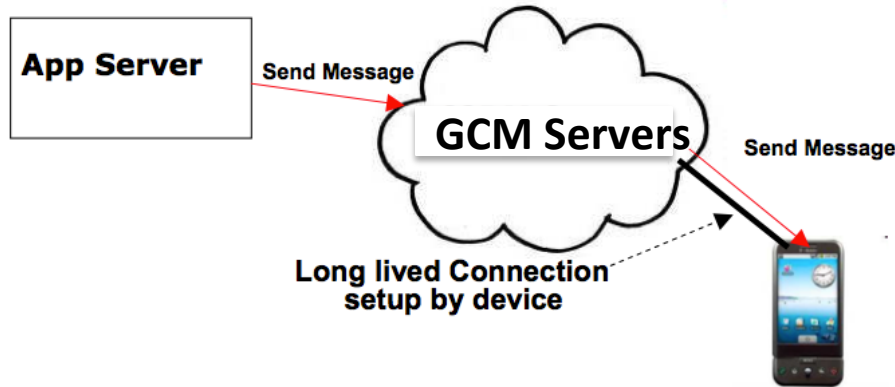 App Server
Send Message
GCM Servers
Send Message
Long lived Connection
setup by device